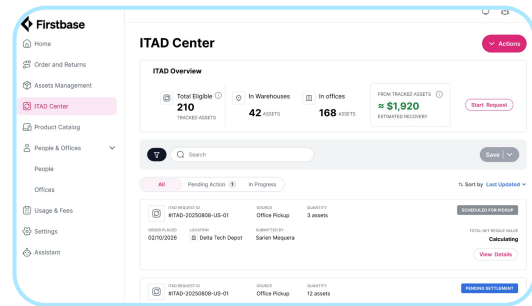 Firstbase
Home
Order and Returns
Assets Management
ITAD Center
Product Catalog
People & Offices
People
Offices
Usage & Fees
Settings
Assistant
ITAD Center
Actions
ITAD Overview
Total Eligible
210
TRACKED ASSETS
In Warehouses
42 ASSETS
In offices
168 ASSETS
FROM TRACKED ASSETS
≈ $1,920
ESTIMATED RECOVERY
Start Request
Search
Save
All
Pending Action 1
In Progress
Sort by Last Updated
ITAD REQUEST ID
#ITAD-20250808-US-01
SOURCE
Office Pickup
QUANTITY
3 assets
SCHEDULED FOR PICKUP
ORDER PLACED
02/10/2026
LOCATION
Delta Tech Depot
SUBMITTED BY
Sarien Mequera
TOTAL NET RESALE VALUE
Calculating
View Details
ITAD REQUEST ID
#ITAD-20250808-US-01
SOURCE
Office Pickup
QUANTITY
12 assets
PENDING SETTLEMENT